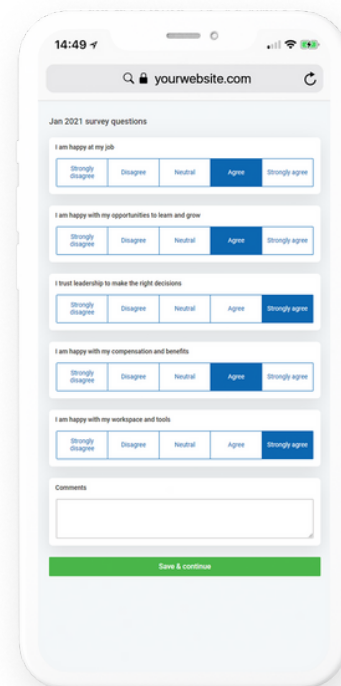 14:49
yourwebsite.com
Jan 2021 survey questions
I am happy at my job
Strongly disagree Disagree Neutral Agree Strongly agree
I am happy with my opportunities to learn and grow
Strongly disagree Disagree Neutral Agree Strongly agree
I trust leadership to make the right decisions
Strongly disagree Disagree Neutral Agree Strongly agree
I am happy with my compensation and benefits
Strongly disagree Disagree Neutral Agree Strongly agree
I am happy with my workspace and tools
Strongly disagree Disagree Neutral Agree Strongly agree
Comments
Save & continue